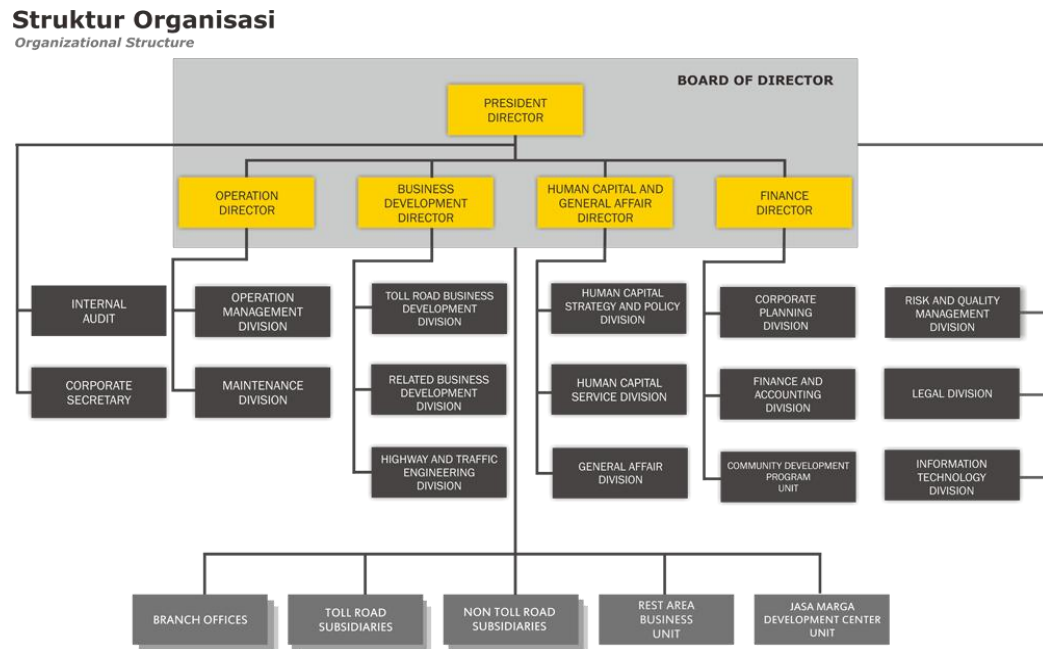 Struktur Organisasi
Organizational Structure
BOARD OF DIRECTOR
PRESIDENT
DIRECTOR
OPERATION
DIRECTOR
BUSINESS
DEVELOPMENT
DIRECTOR
HUMAN CAPITAL AND
GENERAL AFFAIR
DIRECTOR
FINANCE
DIRECTOR
INTERNAL
AUDIT
OPERATION
MANAGEMENT
DIVISION
TOLL ROAD BUSINESS
DEVELOPMENT
DIVISION
HUMAN CAPITAL
STRATEGY AND POLICY
DIVISION
CORPORATE
PLANNING
DIVISION
RISK AND QUALITY
MANAGEMENT
DIVISION
CORPORATE
SECRETARY
MAINTENANCE
DIVISION
RELATED BUSINESS
DEVELOPMENT
DIVISION
HUMAN CAPITAL
SERVICE DIVISION
FINANCE AND
ACCOUNTING
DIVISION
LEGAL DIVISION
HIGHWAY AND TRAFFIC
ENGINEERING
DIVISION
GENERAL AFFAIR
DIVISION
COMMUNITY DEVELOPMENT
PROGRAM
UNIT
INFORMATION
TECHNOLOGY
DIVISION
BRANCH OFFICES
TOLL ROAD
SUBSIDIARIES
NON TOLL ROAD
SUBSIDIARIES
REST AREA
BUSINESS
UNIT
JASA MARGA
DEVELOPMENT CENTER
UNIT